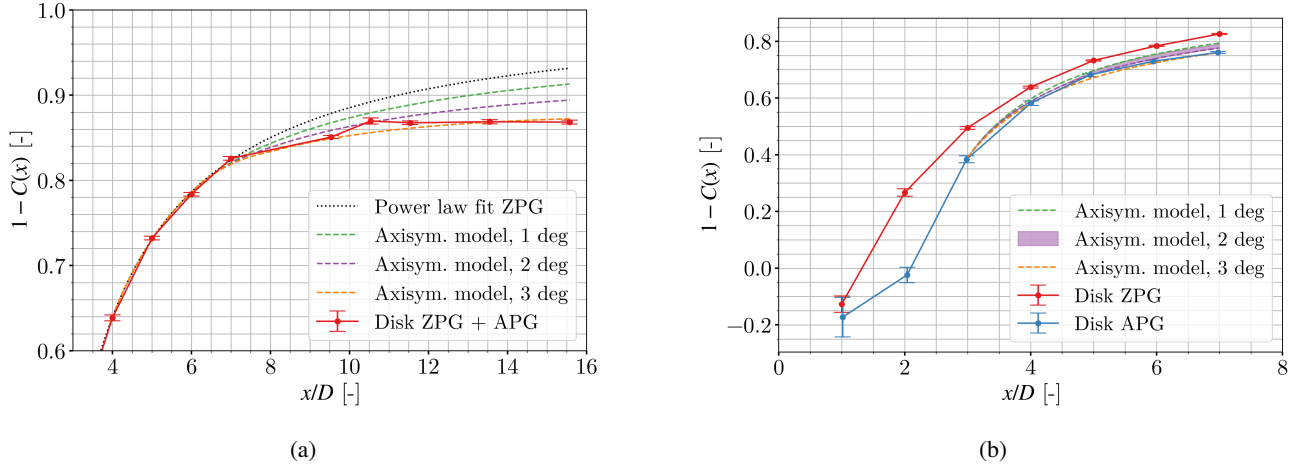 1.0
0.9
0.8
0.7
0.6
4
6
8
10
12
14
16
1 − C(x) [-]
x/D [-]
Power law fit ZPG
Axisym. model, 1 deg
Axisym. model, 2 deg
Axisym. model, 3 deg
Disk ZPG + APG
(a)
0.8
0.6
0.4
0.2
0.0
−0.2
0
2
4
6
8
1 − C(x) [-]
x/D [-]
Axisym. model, 1 deg
Axisym. model, 2 deg
Axisym. model, 3 deg
Disk ZPG
Disk APG
(b)